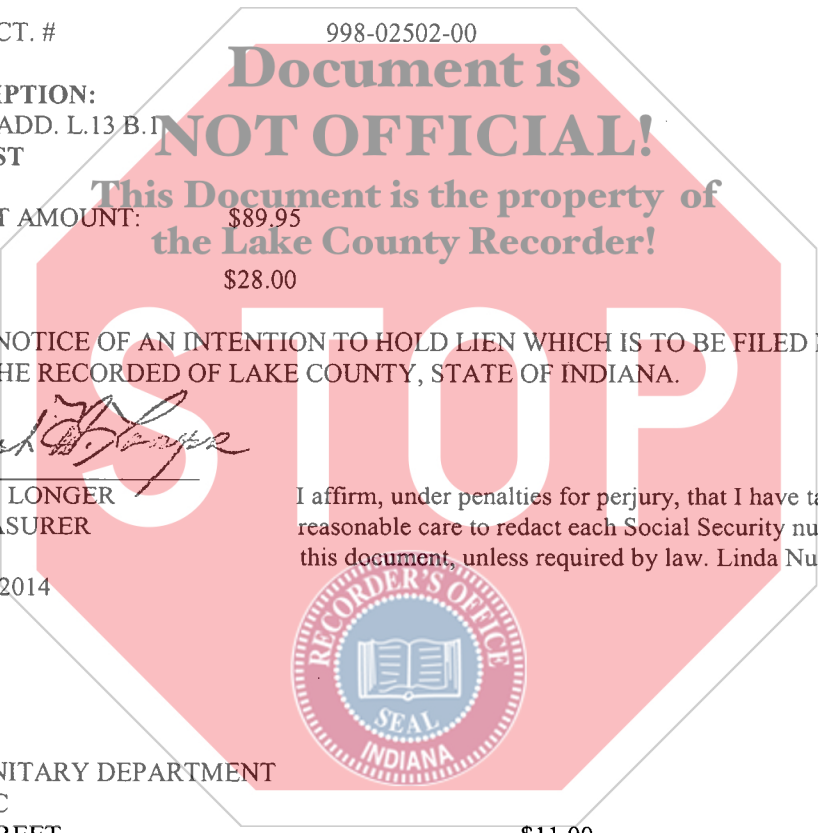 CT. # 998-02502-00
Document is
IPTION:
ADD. L.13 B.1
NOT OFFICIAL!
ST
This Document is the property of
T AMOUNT: $89.95
the Lake County Recorder!
$28.00
STOP
NOTICE OF AN INTENTION TO HOLD LIEN WHICH IS TO BE FILED
HE RECORDED OF LAKE COUNTY, STATE OF INDIANA.
LONGER
ASURER
I affirm, under penalties for perjury, that I have ta
reasonable care to redact each Social Security nu
this document, unless required by law. Linda Nu
2014
RECORDER'S OFFICE
SEAL
INDIANA
NITARY DEPARTMENT
C
REET $11.00